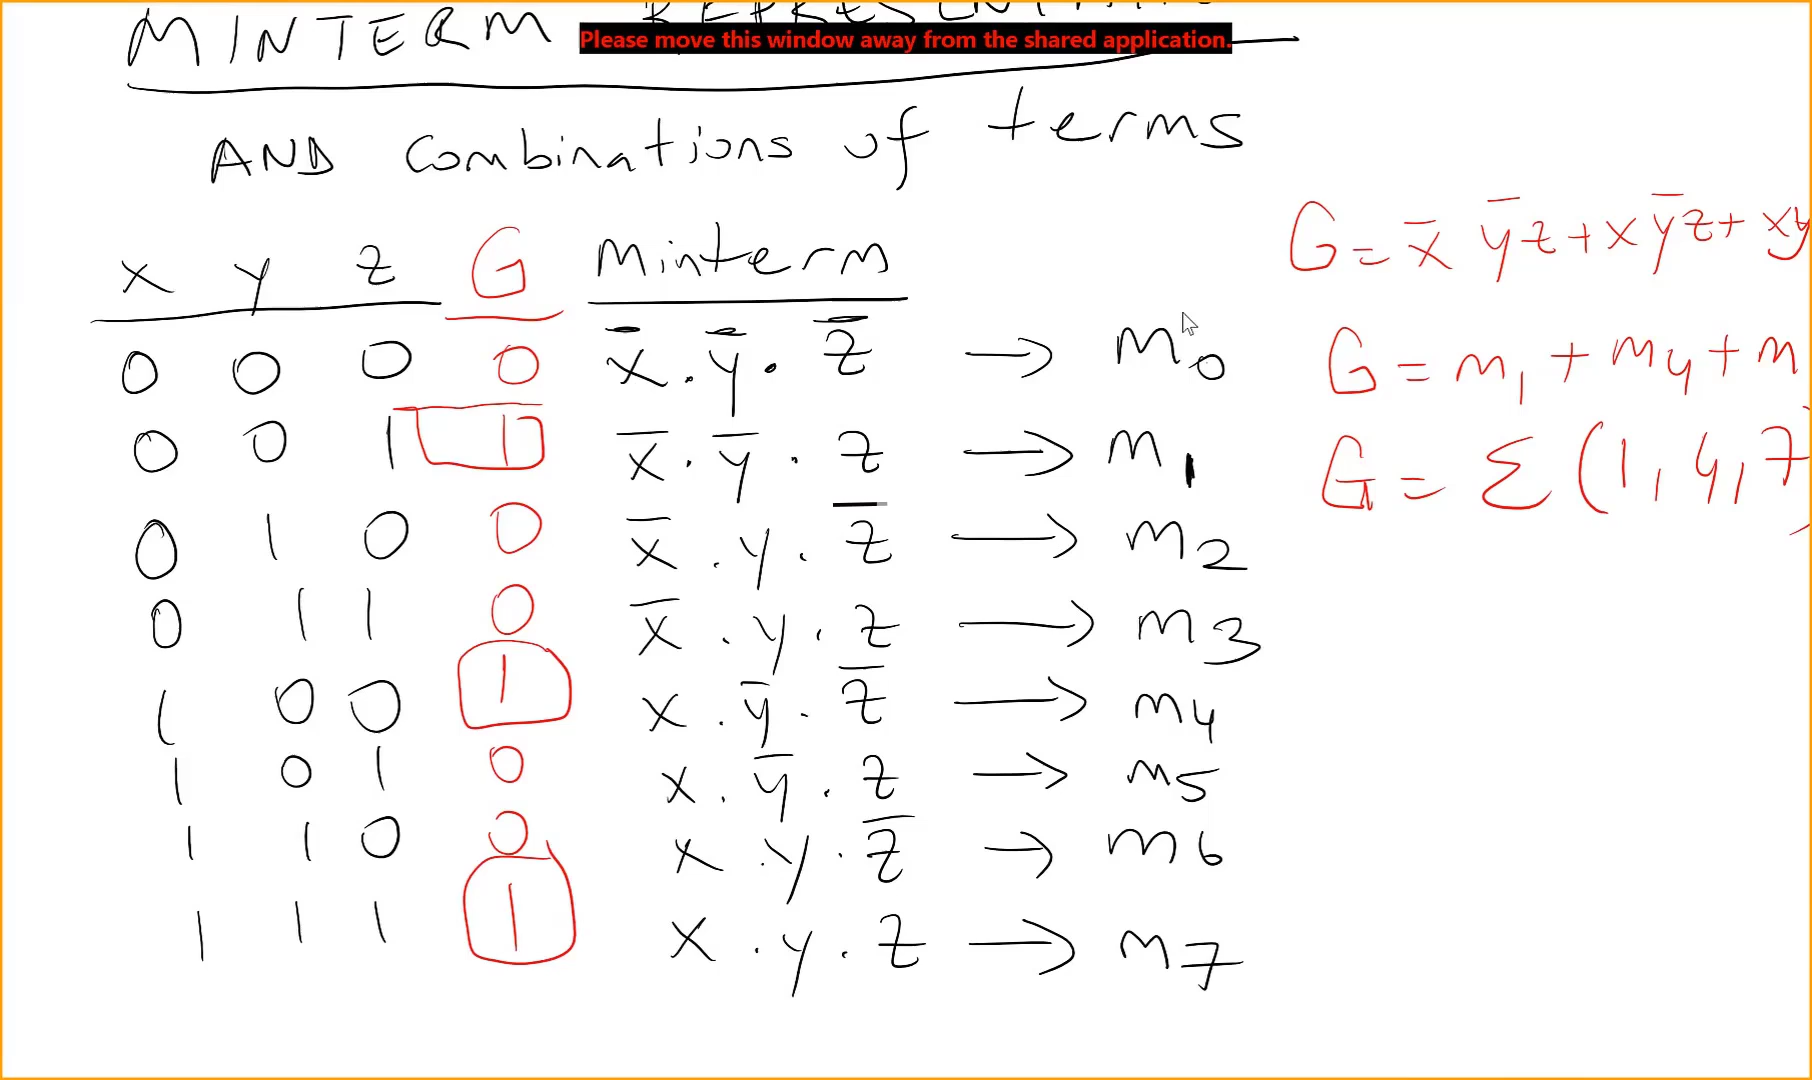 MINTERM
Please move this window away from the shared application.
AND combinations of terms
x y z G Minterm
0 0 0 0 x̅ . y̅ . z̅ → m₀
0 0 1 1 x̅ . y̅ . z → m₁
0 1 0 0 x̅ . y . z̅ → m2
0 1 1 0 x̅ . y . z → m3
1 0 0 1 x . y̅ . z̅ → m4
1 0 1 0 x . y̅ . z → m5
1 1 0 0 x . y . z̅ → m6
1 1 1 1 x . y . z → m7
G = x̅ y̅ z + x y̅ z + xy
G = m₁ + m₄ + m
G = Σ (1, 4, 7)